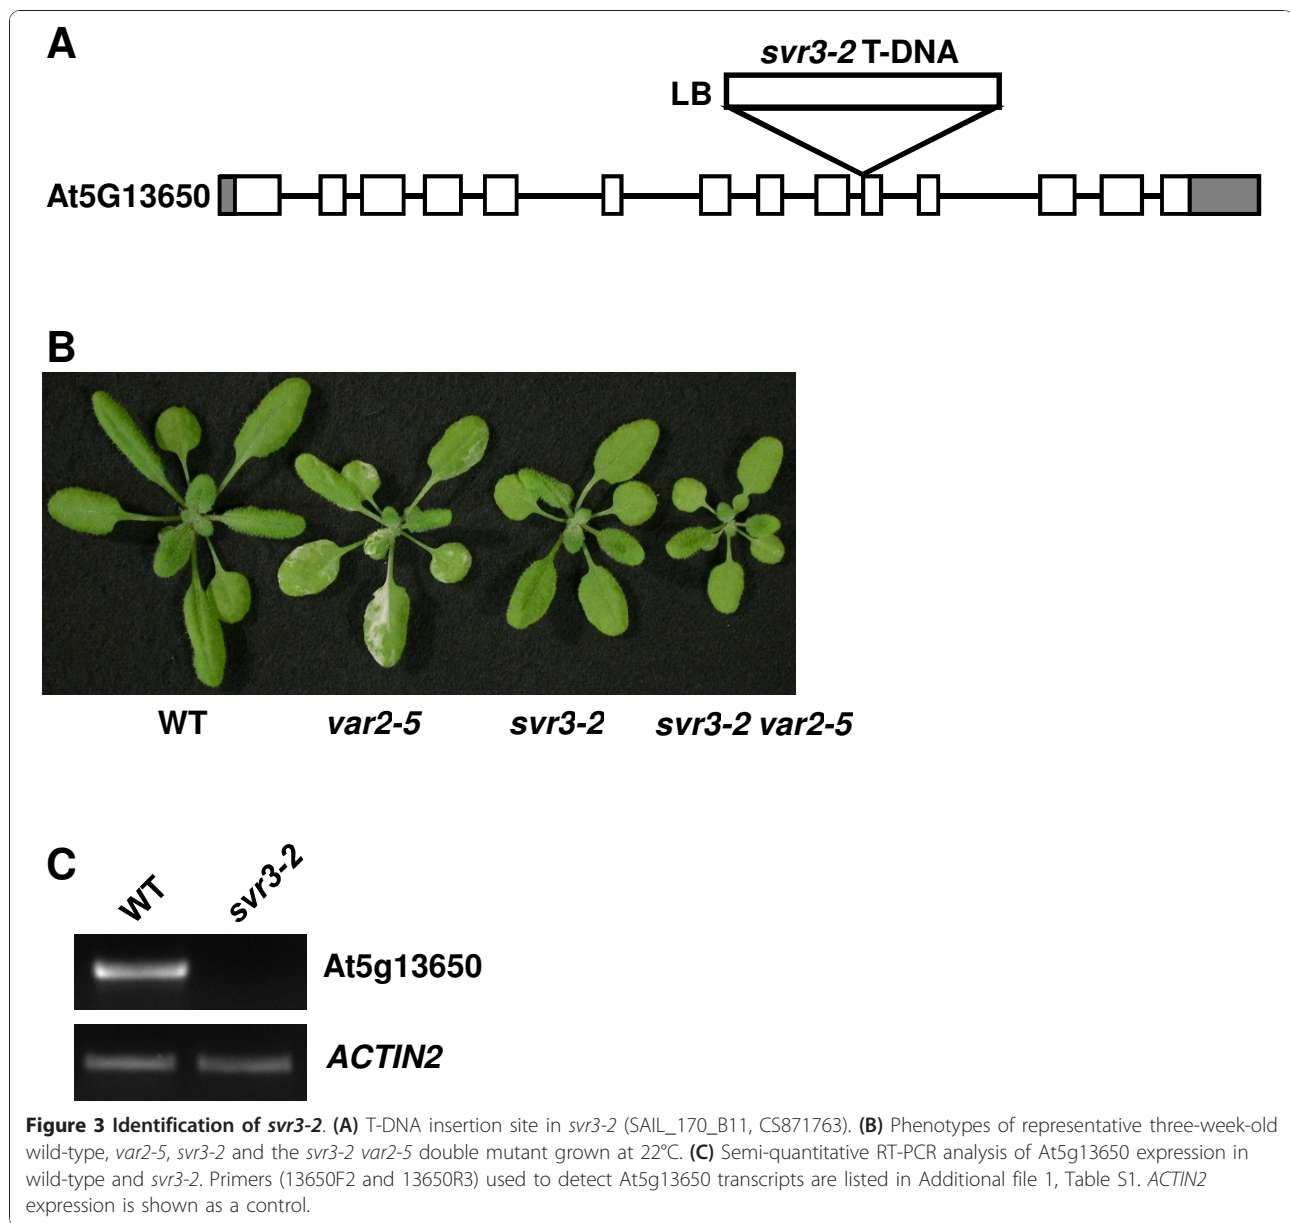 A
svr3-2 T-DNA
LB
At5G13650
B
WT
var2-5
svr3-2
svr3-2 var2-5
C
WT
svr3-2
At5g13650
ACTIN2
Figure 3 Identification of svr3-2. (A) T-DNA insertion site in svr3-2 (SAIL_170_B11, CS871763). (B) Phenotypes of representative three-week-old
wild-type, var2-5, svr3-2 and the svr3-2 var2-5 double mutant grown at 22°C. (C) Semi-quantitative RT-PCR analysis of At5g13650 expression in
wild-type and svr3-2. Primers (13650F2 and 13650R3) used to detect At5g13650 transcripts are listed in Additional file 1, Table S1. ACTIN2
expression is shown as a control.